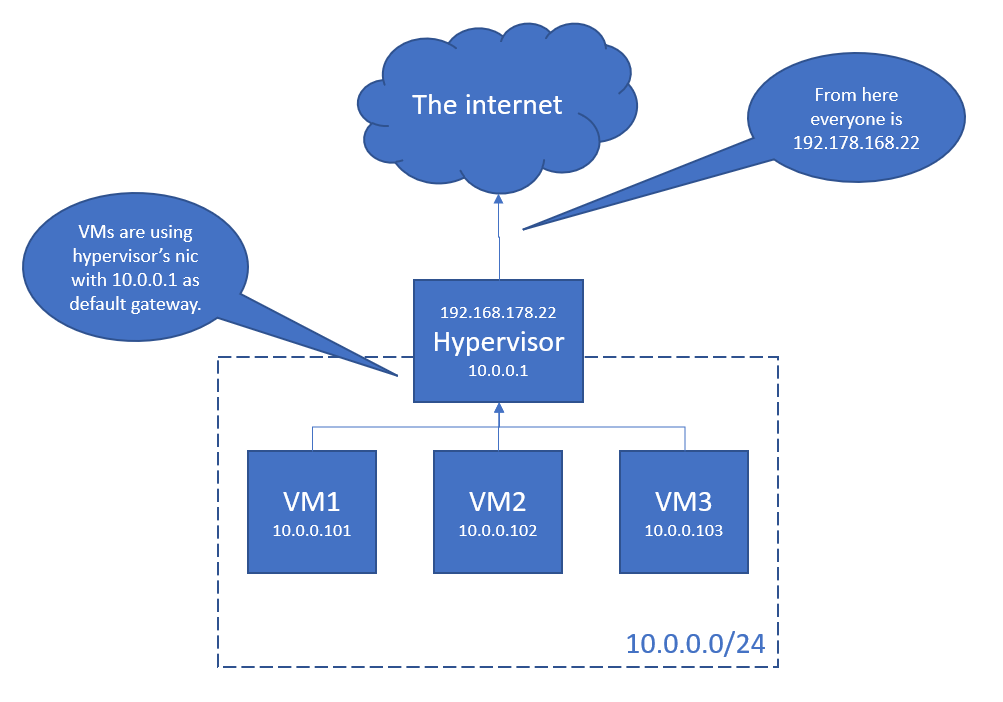 The internet
From here
everyone is
192.178.168.22
VMs are using
hypervisor’s nic
with 10.0.0.1 as
default gateway.
192.168.178.22
Hypervisor
10.0.0.1
VM1
10.0.0.101
VM2
10.0.0.102
VM3
10.0.0.103
10.0.0.0/24